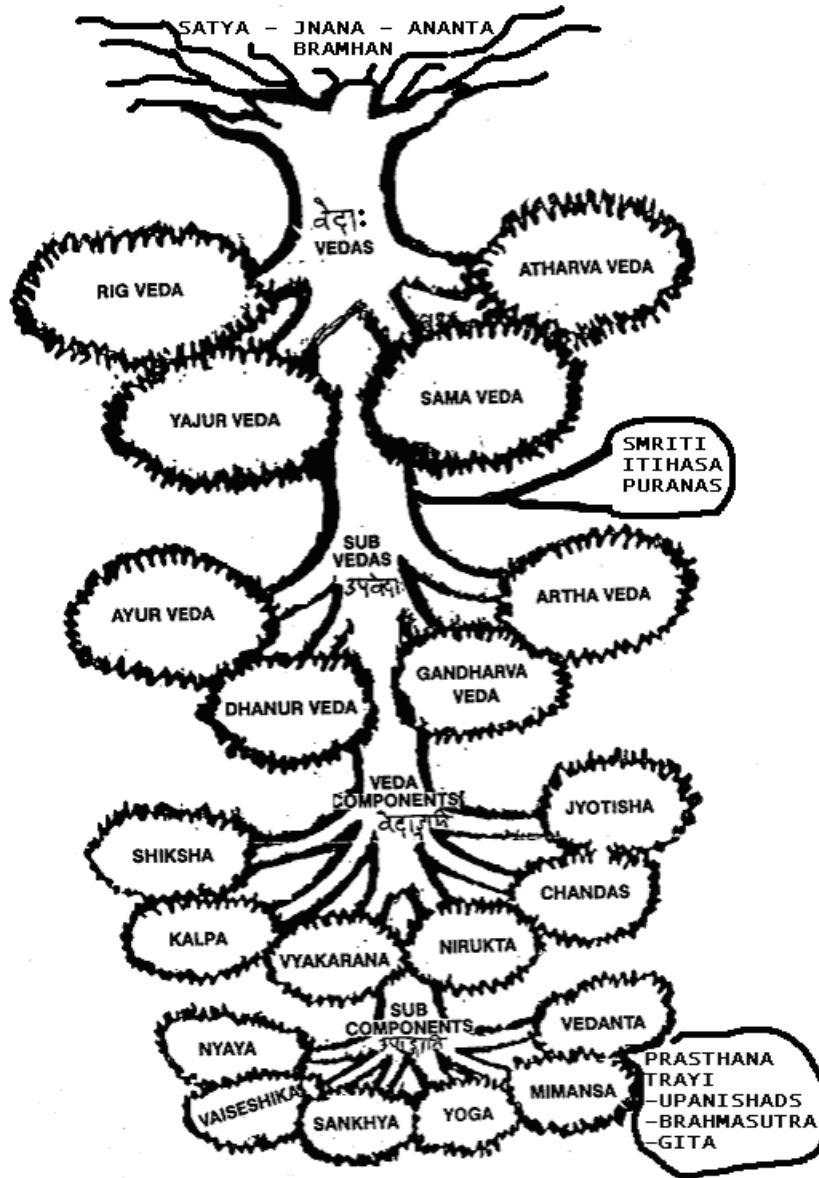 SATYA – JNANA – ANANTA
BRAMHAN
वेदाः
VEDAS
RIG VEDA
ATHARVA VEDA
YAJUR VEDA
SAMA VEDA
SMRITI
ITIHASA
PURANAS
SUB
VEDAS
उपवेदाः
AYUR VEDA
ARTHA VEDA
DHANUR VEDA
GANDHARVA
VEDA
VEDA
COMPONENTS
JYOTISHA
SHIKSHA
CHANDAS
KALPA
VYAKARANA
NIRUKTA
SUB
COMPONENTS
NYAYA
VEDANTA
VAISESHIKA
SANKHYA
YOGA
MIMANSA
PRASTHANA
TRAYI
-UPANISHADS
-BRAHMASUTRA
-GITA